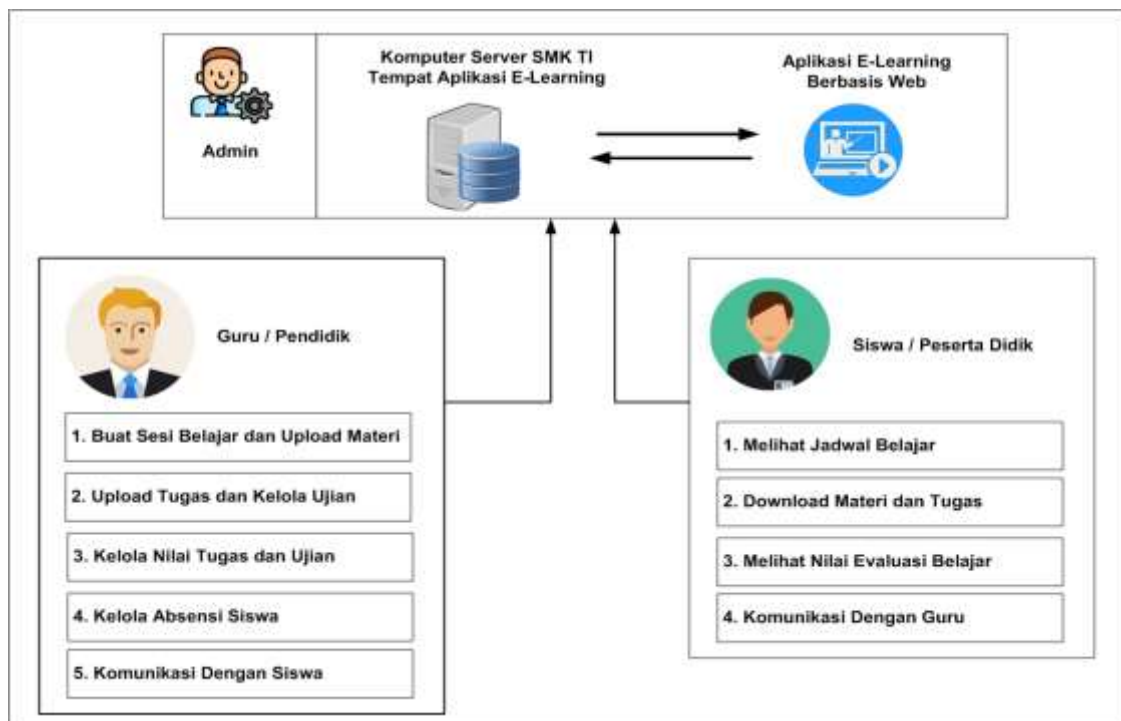 Admin
Komputer Server SMK TI
Tempat Aplikasi E-Learning
Aplikasi E-Learning
Berbasis Web
Guru / Pendidik
1. Buat Sesi Belajar dan Upload Materi
2. Upload Tugas dan Kelola Ujian
3. Kelola Nilai Tugas dan Ujian
4. Kelola Absensi Siswa
5. Komunikasi Dengan Siswa
Siswa / Peserta Didik
1. Melihat Jadwal Belajar
2. Download Materi dan Tugas
3. Melihat Nilai Evaluasi Belajar
4. Komunikasi Dengan Guru